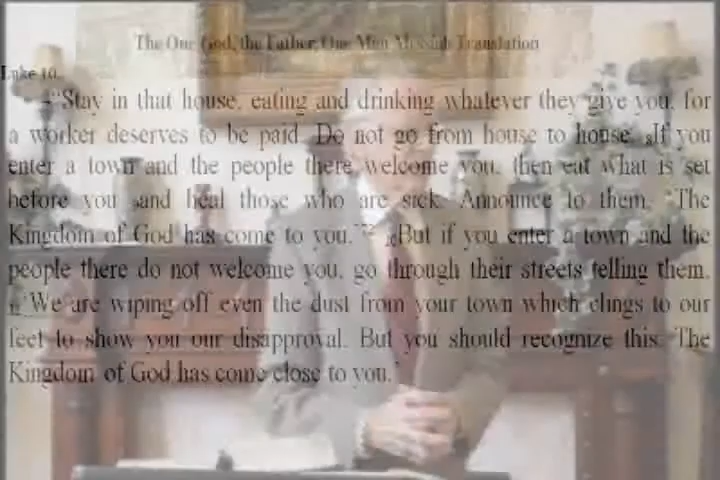 The One God, the Father, One Man Messiah Translation
Luke 10.
"Stay in that house, eating and drinking whatever they give you, for
a worker deserves to be paid. Do not go from house to house. 8If you
enter a town and the people there welcome you, then eat what is set
before you 9and heal those who are sick. Announce to them, 'The
Kingdom of God has come to you.' 10But if you enter a town and the
people there do not welcome you, go through their streets telling them,
11'We are wiping off even the dust from your town which clings to our
feet to show you our disapproval. But you should recognize this: The
Kingdom of God has come close to you.'